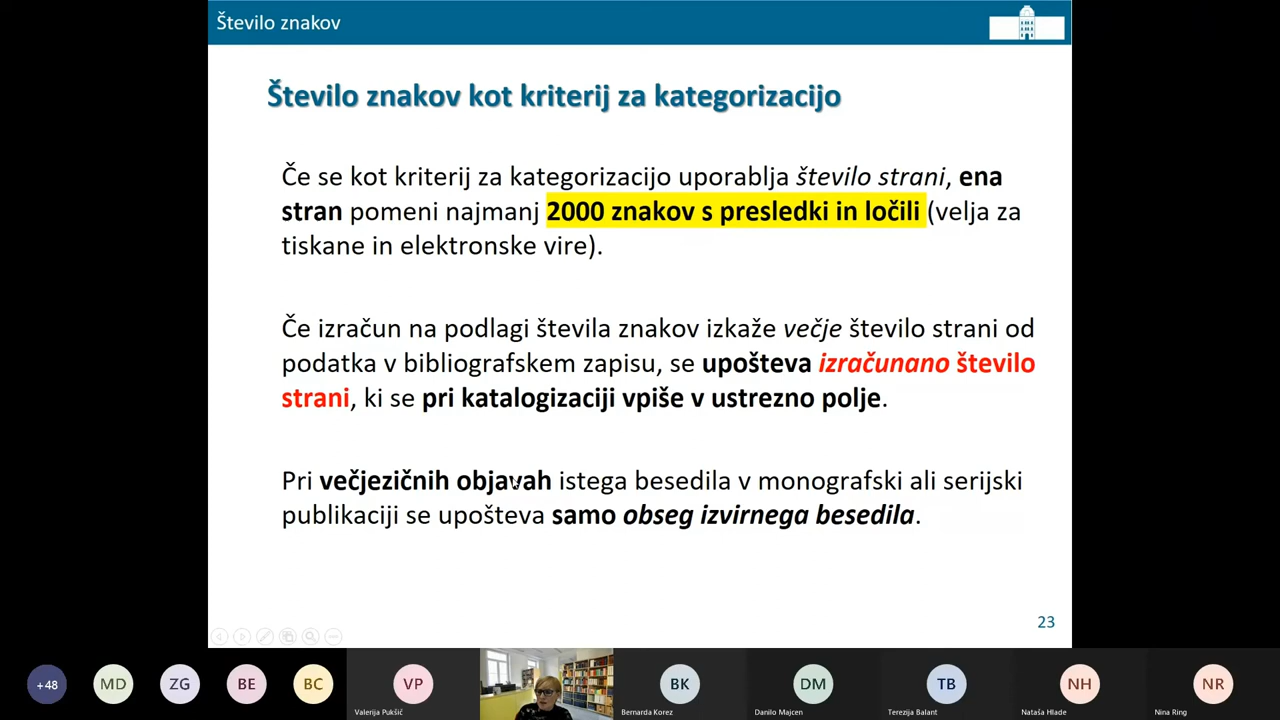 Število znakov
Število znakov kot kriterij za kategorizacijo
Če se kot kriterij za kategorizacijo uporablja število strani, ena
stran pomeni najmanj 2000 znakov s presledki in ločili (velja za
tiskane in elektronske vire).
Če izračun na podlagi števila znakov izkaže večje število strani od
podatka v bibliografskem zapisu, se upošteva izračunano število
strani, ki se pri katalogizaciji vpiše v ustrezno polje.
Pri večjezičnih objavah istega besedila v monografski ali serijski
publikaciji se upošteva samo obseg izvirnega besedila.
23
+48 MD ZG BE BC VP BK DM TB NH NR
Valerija Pukšič Bernarda Korez Danilo Majcen Terezija Balant Nataša Hlade Nina Ring